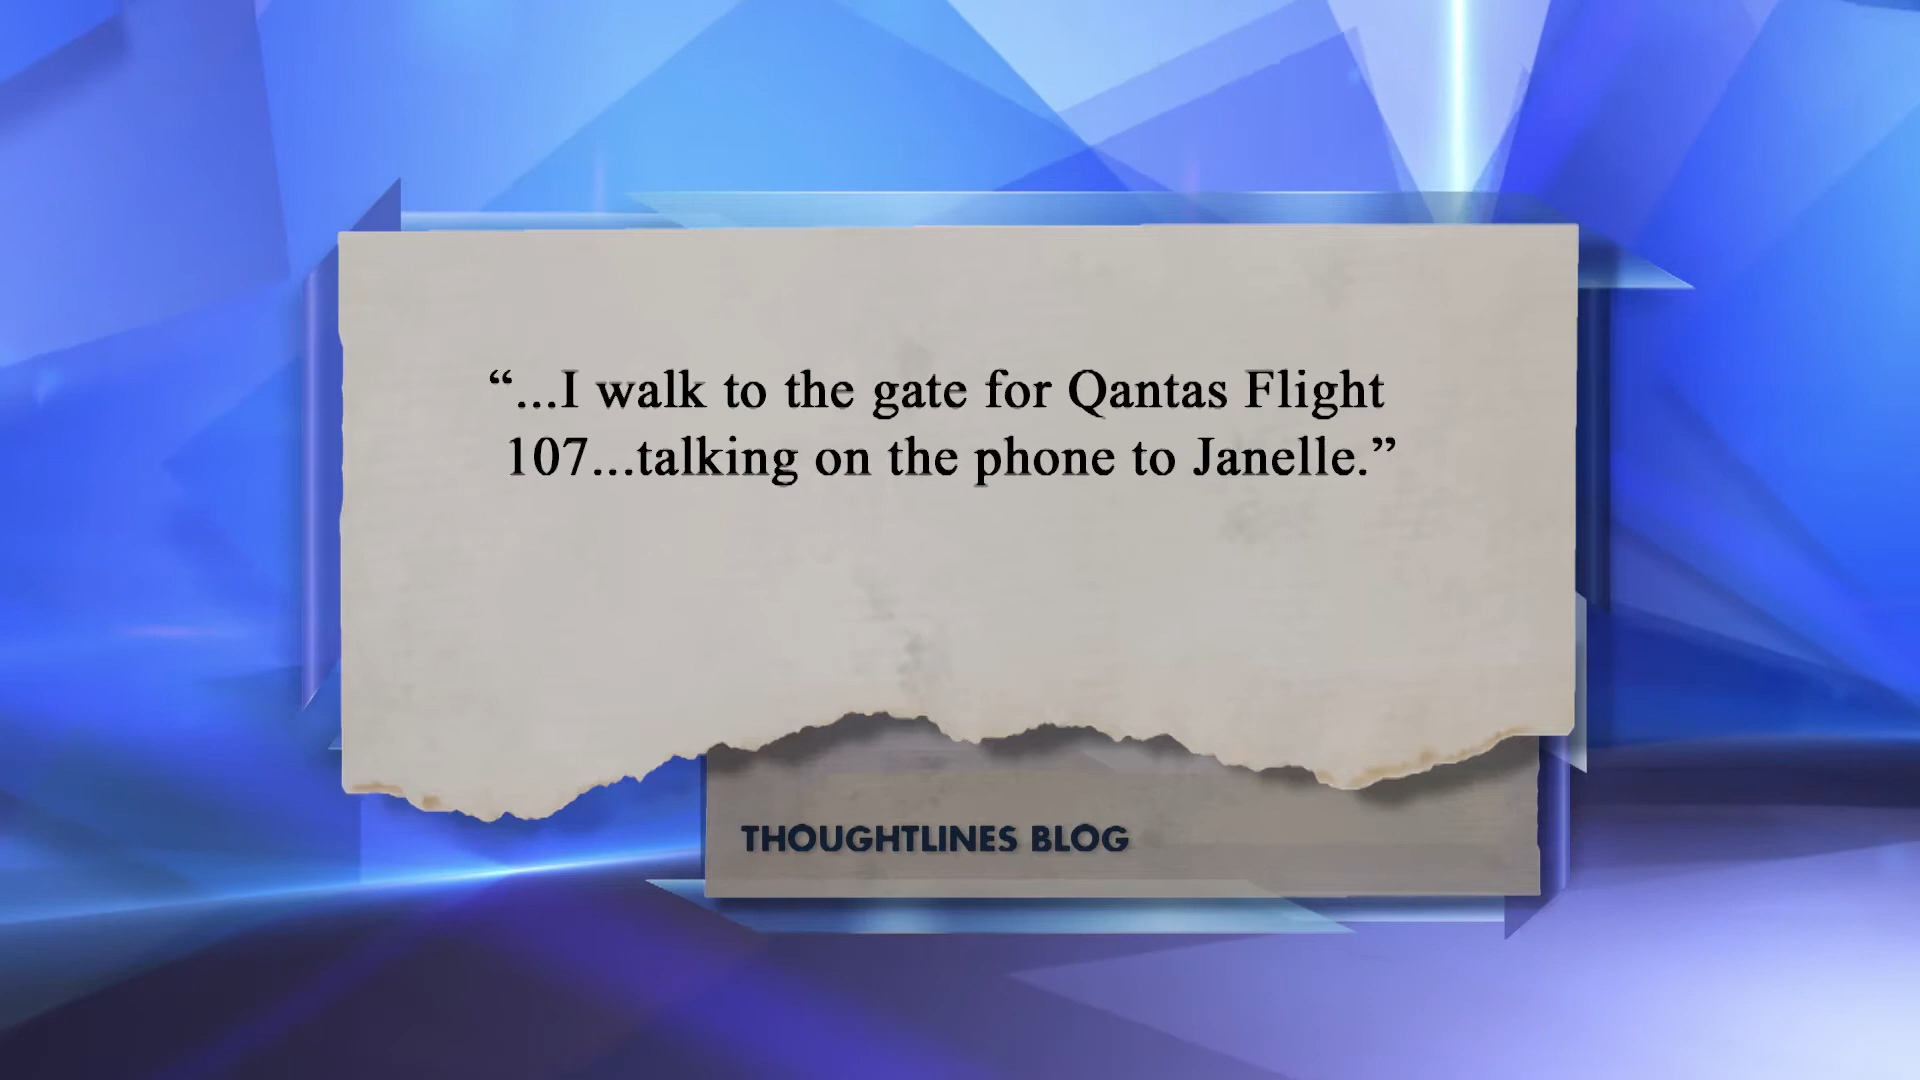 “...I walk to the gate for Qantas Flight
107...talking on the phone to Janelle.”
THOUGHTLINES BLOG